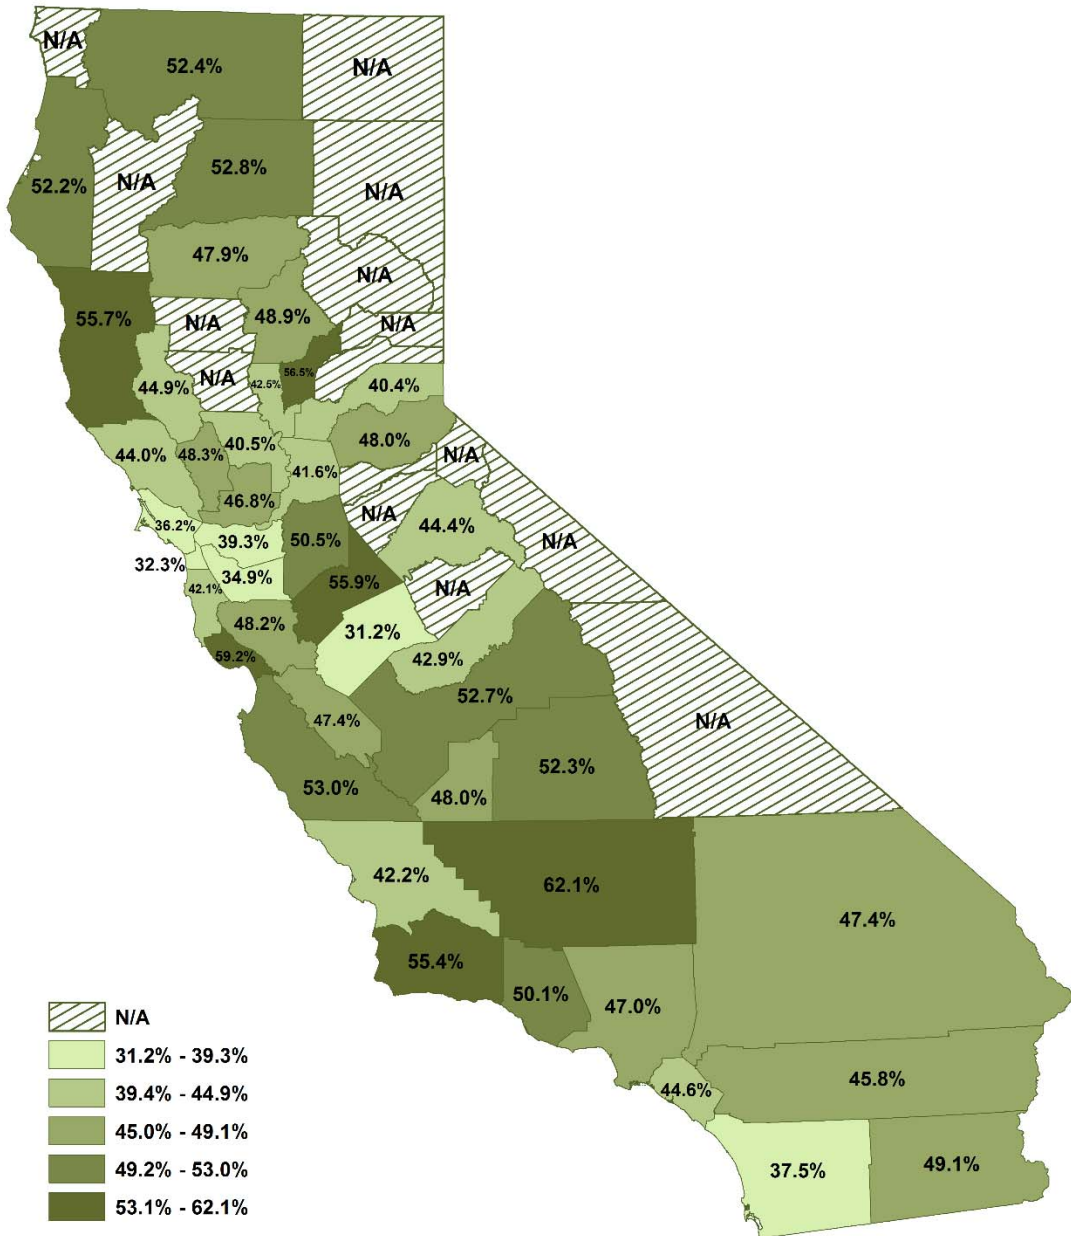 N/A
52.4%
N/A
52.2%
N/A
52.8%
N/A
47.9%
N/A
55.7%
N/A
48.9%
N/A
44.9%
N/A
42.5%
56.5%
40.4%
44.0%
48.3%
40.5%
48.0%
N/A
46.8%
41.6%
36.2%
39.3%
50.5%
N/A
44.4%
N/A
32.3%
42.1%
34.9%
55.9%
N/A
48.2%
31.2%
59.2%
42.9%
52.7%
47.4%
N/A
53.0%
48.0%
52.3%
42.2%
62.1%
47.4%
55.4%
50.1%
47.0%
44.6%
45.8%
37.5%
49.1%
N/A
31.2% - 39.3%
39.4% - 44.9%
45.0% - 49.1%
49.2% - 53.0%
53.1% - 62.1%